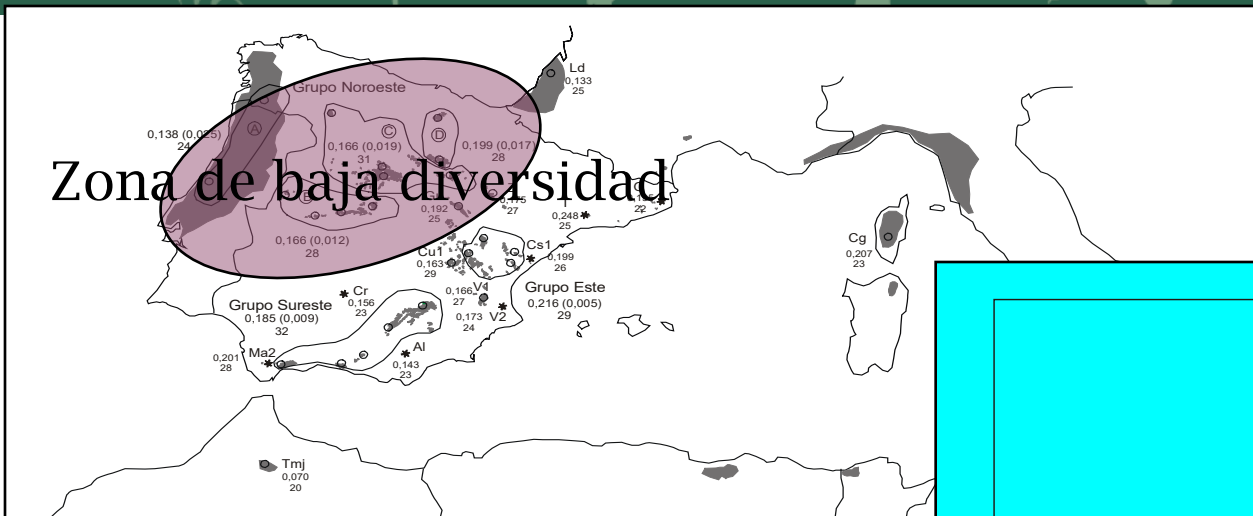 Ld
0,133
25
Grupo Noroeste
0,138 (0,025)
24
A
C
D
0,166 (0,019)
31
0,199 (0,017)
28
Zona de baja diversidad
B
0,192
25
27
0,248
25
22
0,166 (0,012)
28
Cu1
0,163
29
Cs1
0,199
26
Cg
0,207
23
Cr
0,156
23
0,166
27
V1
0,173
24
V2
Grupo Este
0,216 (0,005)
29
Grupo Sureste
0,185 (0,009)
32
Ma2
0,201
28
Al
0,143
23
Tmj
0,070
20